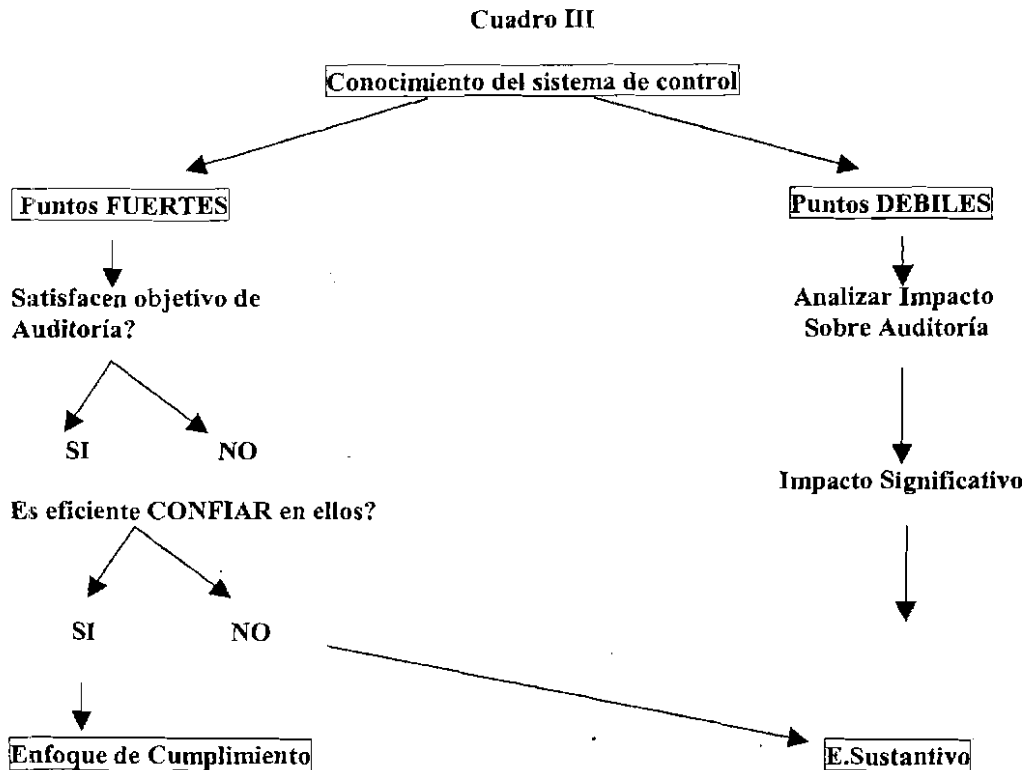 Cuadro III
Conocimiento del sistema de control
Puntos FUERTES
Puntos DEBILES
Satisfacen objetivo de
Auditoría?
Analizar Impacto
Sobre Auditoría
SI
NO
Impacto Significativo
Es eficiente CONFIAR en ellos?
SI
NO
Enfoque de Cumplimiento
E.Sustantivo